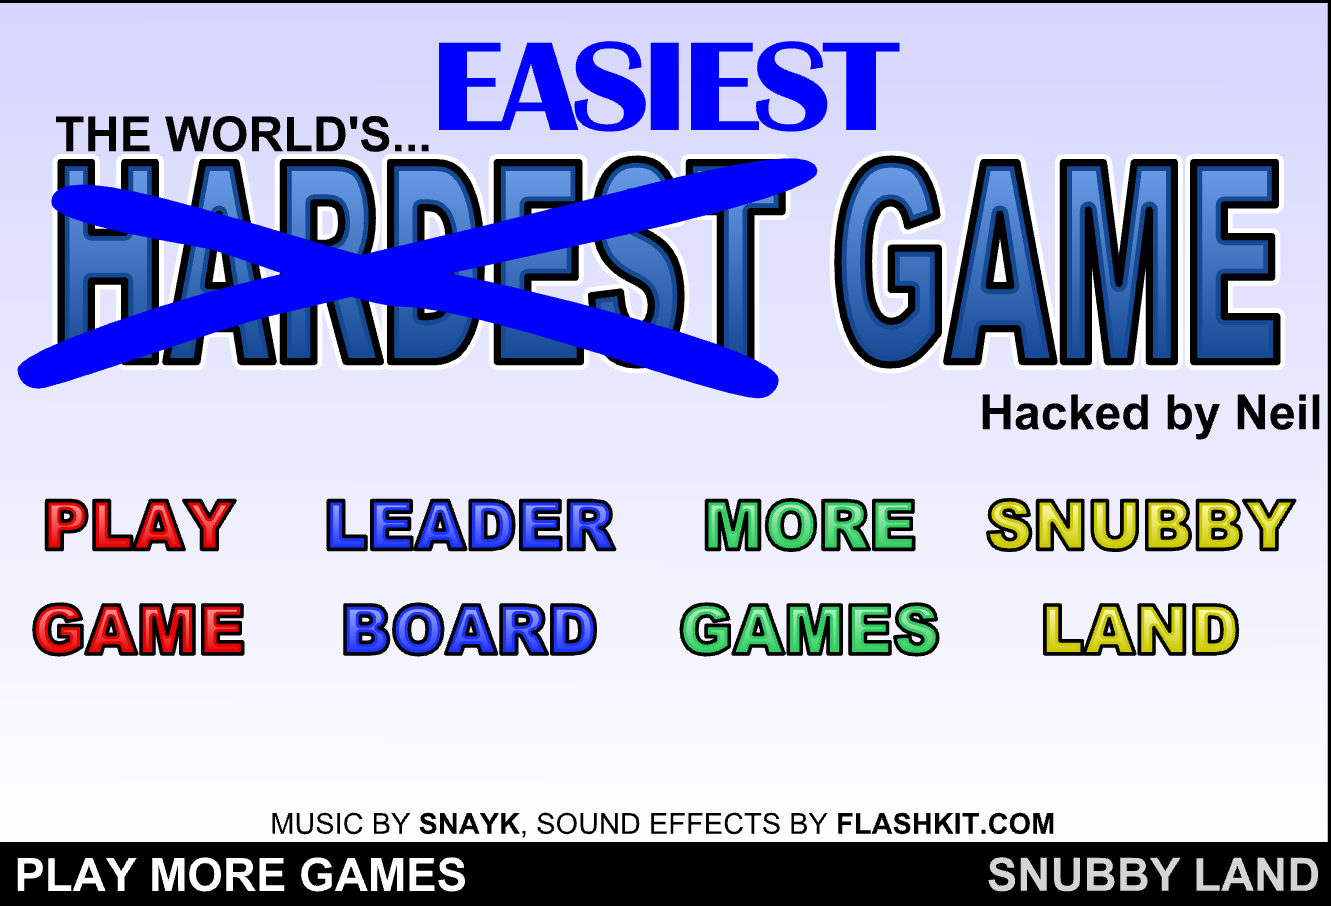 EASIEST
THE WORLD'S...
HARDEST GAME
Hacked by Neil
PLAY GAME
LEADER BOARD
MORE GAMES
SNUBBY LAND
MUSIC BY SNAYK, SOUND EFFECTS BY FLASHKIT.COM
PLAY MORE GAMES
SNUBBY LAND